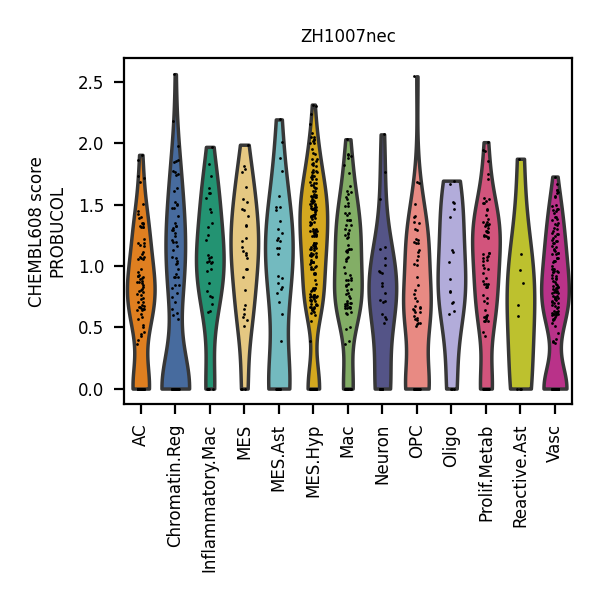 ZH1007nec
CHEMBL608 score
PROBUCOL
2.5
2.0
1.5
1.0
0.5
0.0
AC
Chromatin.Reg
Inflammatory.Mac
MES
MES.Ast
MES.Hyp
Mac
Neuron
OPC
Oligo
Prolif.Metab
Reactive.Ast
Vasc